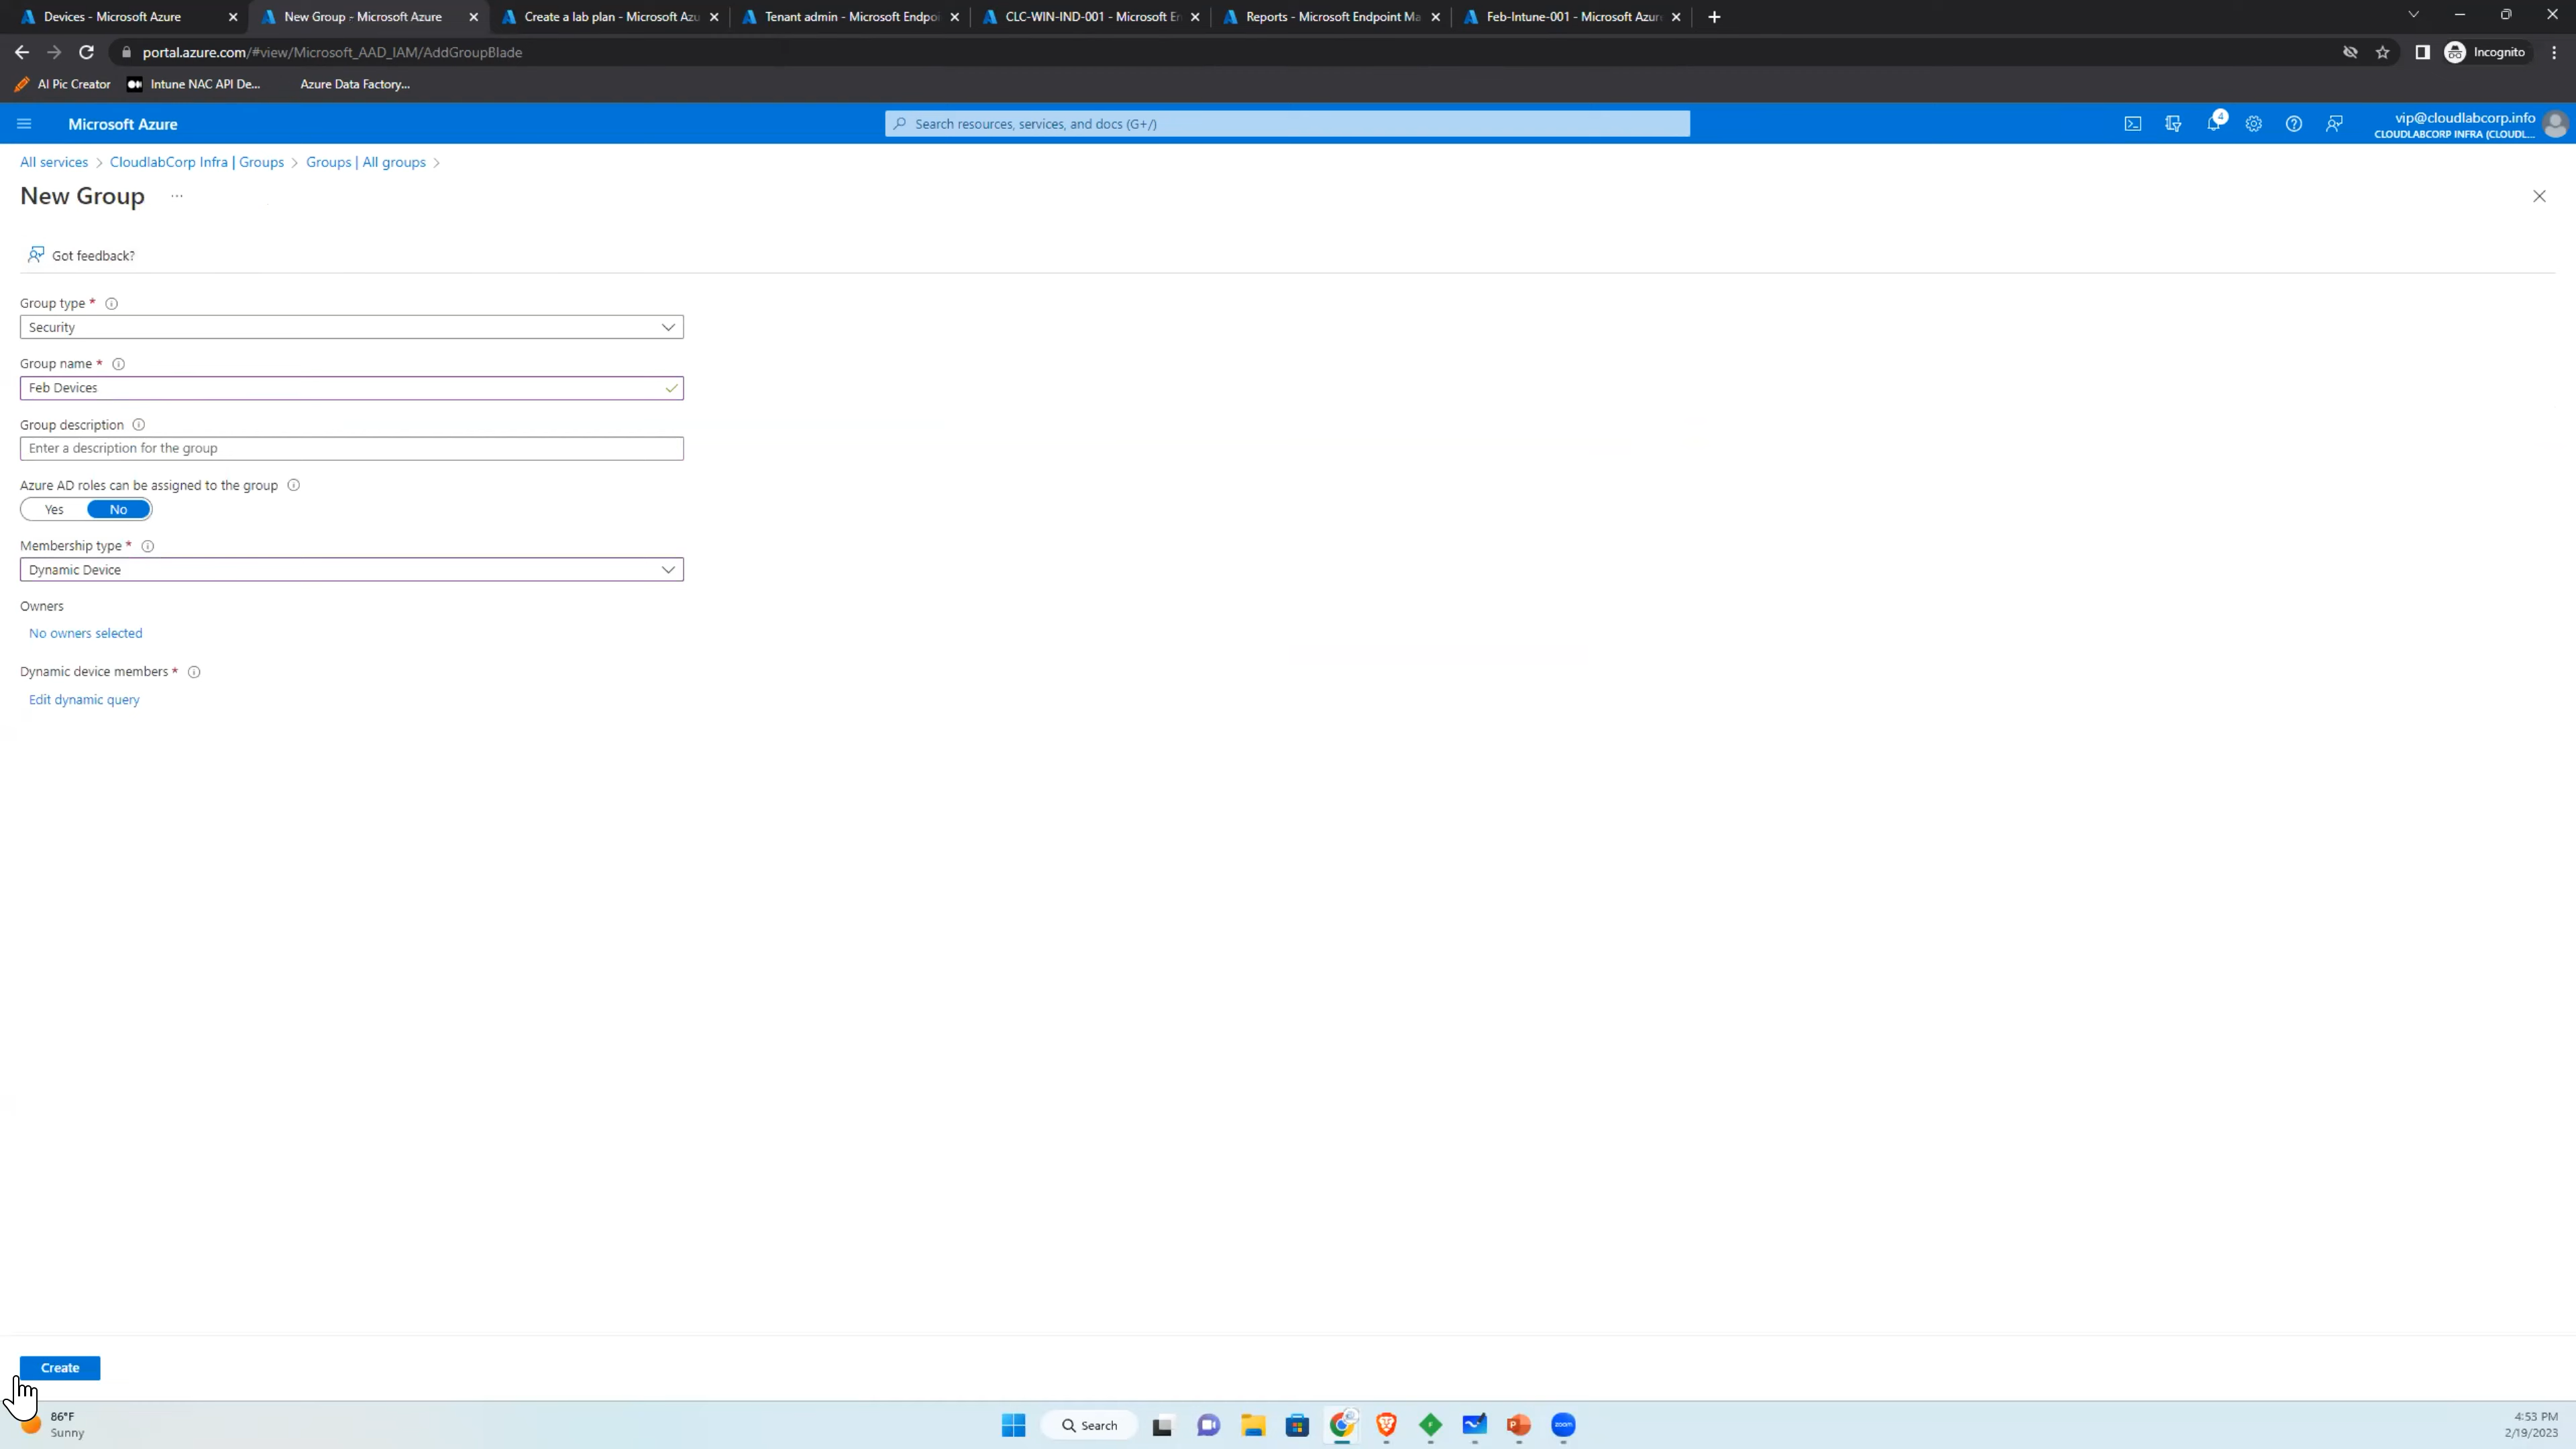 Devices - Microsoft Azure
New Group - Microsoft Azure
Create a lab plan - Microsoft Azu
Tenant admin - Microsoft Endpoi
CLC-WIN-IND-001 - Microsoft En
Reports - Microsoft Endpoint Ma
Feb-Intune-001 - Microsoft Azur
portal.azure.com/#view/Microsoft_AAD_IAM/AddGroupBlade
Incognito
AI Pic Creator
Intune NAC API De...
Azure Data Factory...
Microsoft Azure
Search resources, services, and docs (G+/)
4
vip@cloudlabcorp.info
CLOUDLABCORP INFRA (CLOUDL...
All services > CloudlabCorp Infra | Groups > Groups | All groups >
New Group ...
Got feedback?
Group type *
Security
Group name *
Feb Devices
Group description
Enter a description for the group
Azure AD roles can be assigned to the group
Yes No
Membership type *
Dynamic Device
Owners
No owners selected
Dynamic device members *
Edit dynamic query
Create
86°F
Sunny
Search
zoom
4:53 PM
2/19/2023